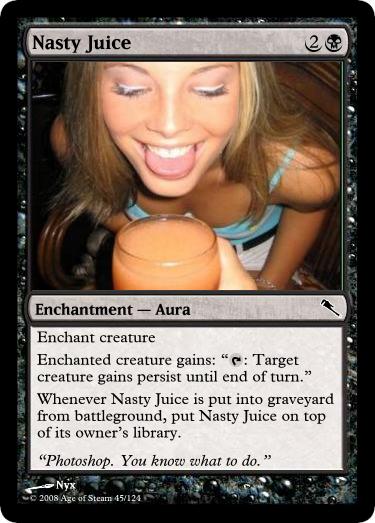 Nasty Juice 2
Enchantment — Aura
Enchant creature
Enchanted creature gains: “: Target
creature gains persist until end of turn.”
Whenever Nasty Juice is put into graveyard
from battleground, put Nasty Juice on top
of its owner's library.
“Photoshop. You know what to do.”
Nyx
© 2008 Age of Steam 45/124